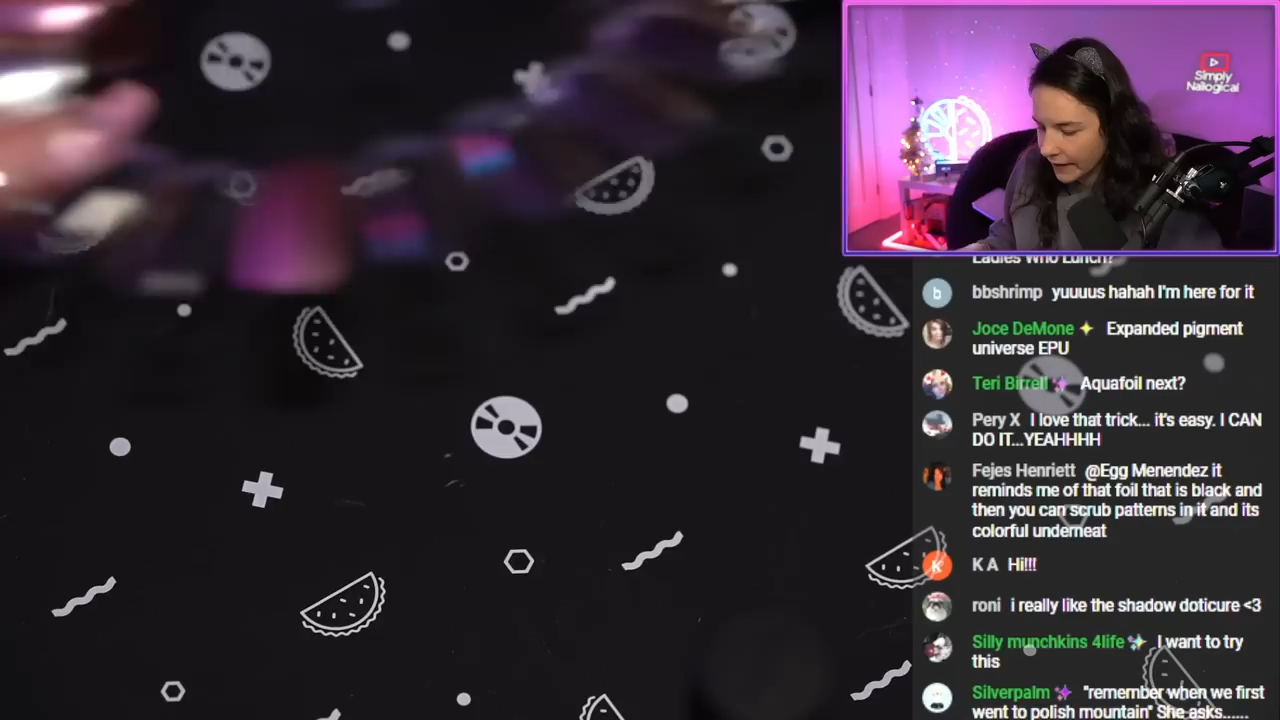 Simply
Nailogical
Ladies Who Lunch?
b
bbshrimp yuuuus hahah I'm here for it
Joce DeMone Expanded pigment
universe EPU
Teri Birrell Aquafoil next?
Pery X I love that trick... it's easy. I CAN
DO IT...YEAHHHH
Fejes Henriett @Egg Menendez it
reminds me of that foil that is black and
then you can scrub patterns in it and its
colorful underneat
K
K A Hi!!!
roni i really like the shadow doticure <3
Silly munchkins 4life I want to try
this
Silverpalm "remember when we first
went to polish mountain" She asks......